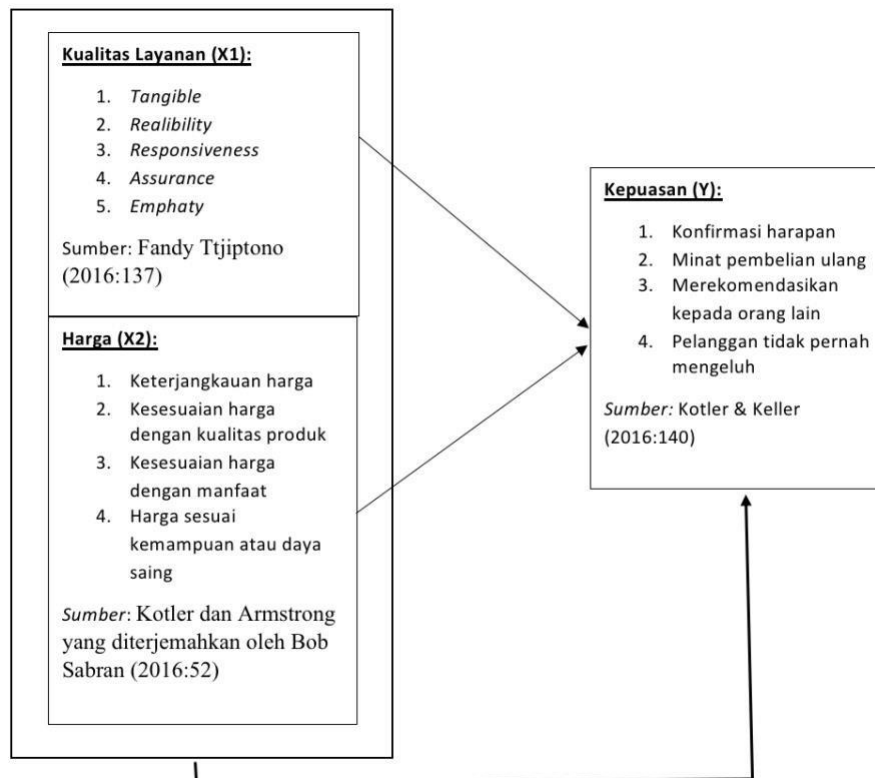 Kualitas Layanan (X1):
1. Tangible
2. Realibility
3. Responsiveness
4. Assurance
5. Emphaty
Sumber: Fandy Ttjiptono
(2016:137)
Harga (X2):
1. Keterjangkauan harga
2. Kesesuaian harga
dengan kualitas produk
3. Kesesuaian harga
dengan manfaat
4. Harga sesuai
kemampuan atau daya
saing
Sumber: Kotler dan Armstrong
yang diterjemahkan oleh Bob
Sabran (2016:52)
Kepuasan (Y):
1. Konfirmasi harapan
2. Minat pembelian ulang
3. Merekomendasikan
kepada orang lain
4. Pelanggan tidak pernah
mengeluh
Sumber: Kotler & Keller
(2016:140)